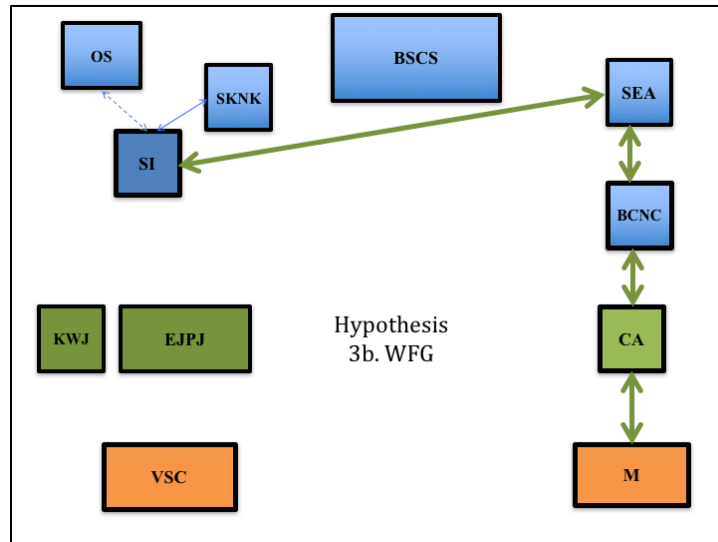 OS
BSCS
SKNK
SEA
SI
BCNC
KWJ
EJPJ
Hypothesis
3b. WFG
CA
VSC
M